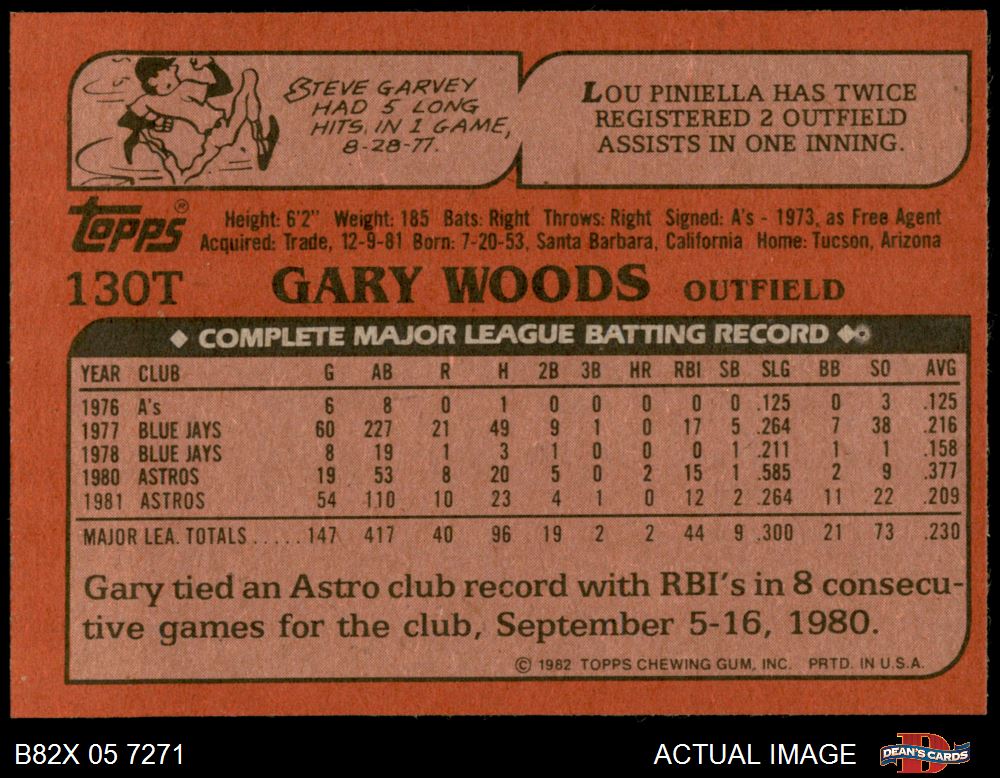 STEVE GARVEY
HAD 5 LONG
HITS, IN 1 GAME,
8-28-77.
LOU PINIELLA HAS TWICE
REGISTERED 2 OUTFIELD
ASSISTS IN ONE INNING.
topps®
Height: 6'2" Weight: 185 Bats: Right Throws: Right Signed: A's - 1973, as Free Agent
Acquired: Trade, 12-9-81 Born: 7-20-53, Santa Barbara, California Home: Tucson, Arizona
130T GARY WOODS OUTFIELD
◆ COMPLETE MAJOR LEAGUE BATTING RECORD ◆
YEAR CLUB G AB R H 2B 3B HR RBI SB SLG BB SO AVG
1976 A's 6 8 0 1 0 0 0 0 0 .125 0 3 .125
1977 BLUE JAYS 60 227 21 49 9 1 0 17 5 .264 7 38 .216
1978 BLUE JAYS 8 19 1 3 1 0 0 0 1 .211 1 1 .158
1980 ASTROS 19 53 8 20 5 0 2 15 1 .585 2 9 .377
1981 ASTROS 54 110 10 23 4 1 0 12 2 .264 11 22 .209
MAJOR LEA. TOTALS.....147 417 40 96 19 2 2 44 9 .300 21 73 .230
Gary tied an Astro club record with RBI's in 8 consecu-
tive games for the club, September 5-16, 1980.
© 1982 TOPPS CHEWING GUM, INC. PRTD. IN U.S.A.
B82X 05 7271 ACTUAL IMAGE DEAN'S CARDS